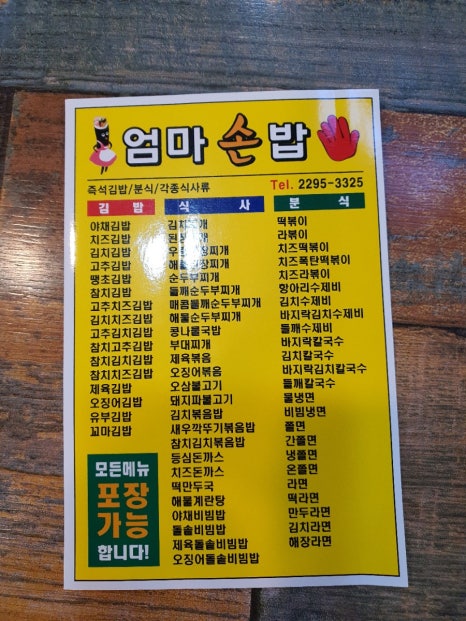 엄마손밥
즉석김밥/분식/각종식사류
Tel. 2295-3325
김 밥
야채김밥
치즈김밥
김치김밥
고추김밥
땡초김밥
참치김밥
고추치즈김밥
김치치즈김밥
고추김치김밥
참치고추김밥
참치김치김밥
참치치즈김밥
제육김밥
오징어김밥
유부김밥
꼬마김밥
모든메뉴
포장
가능
합니다!
식 사
김치찌개
된장찌개
해물된장찌개
순두부찌개
들깨순두부찌개
매콤들깨순두부찌개
해물순두부찌개
콩나물국밥
부대찌개
제육볶음
오징어볶음
오삼불고기
돼지파불고기
김치볶음밥
새우깍뚜기볶음밥
참치김치볶음밥
등심돈까스
치즈돈까스
떡만두국
해물계란탕
야채비빔밥
돌솥비빔밥
제육돌솥비빔밥
오징어돌솥비빔밥
분 식
떡볶이
라볶이
치즈떡볶이
치즈폭탄떡볶이
치즈라볶이
항아리수제비
김치수제비
바지락김치수제비
들깨수제비
바지락칼국수
김치칼국수
바지락김치칼국수
들깨칼국수
물냉면
비빔냉면
쫄면
간쫄면
냉쫄면
온쫄면
라면
떡라면
만두라면
김치라면
해장라면